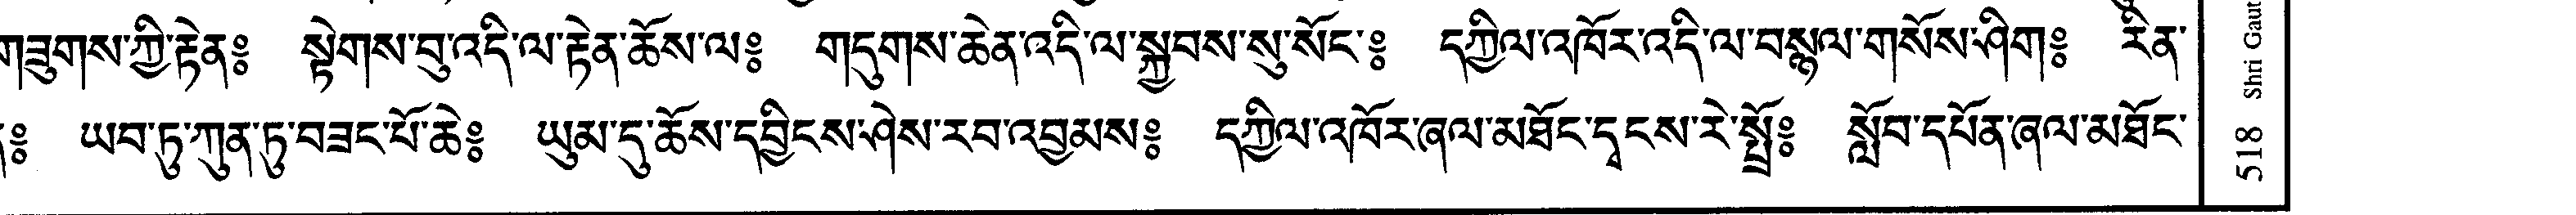 གཟུགས་ཀྱི་རྟེན༔ སྟེགས་བུ་འདི་ལ་རྟེན་ཆོས་ལ༔ གདུགས་ཆེན་འདི་ལ་སྐྱབས་སུ་སོང་༔ དཀྱིལ་འཁོར་འདི་ལ་བསྙལ་གསོས་ཤིག༔ རིན་
༔ ཡབ་ཏུ་ཀུན་ཏུ་བཟང་པོ་ཆེ༔ ཡུམ་དུ་ཆོས་དབྱིངས་ཤེས་རབ་འབྱམས༔ དཀྱིལ་འཁོར་ཞལ་མཐོང་དྭངས་རེ་སྤྲོ༔ སློབ་དཔོན་ཞལ་མཐོང་
518 Shri Gaut